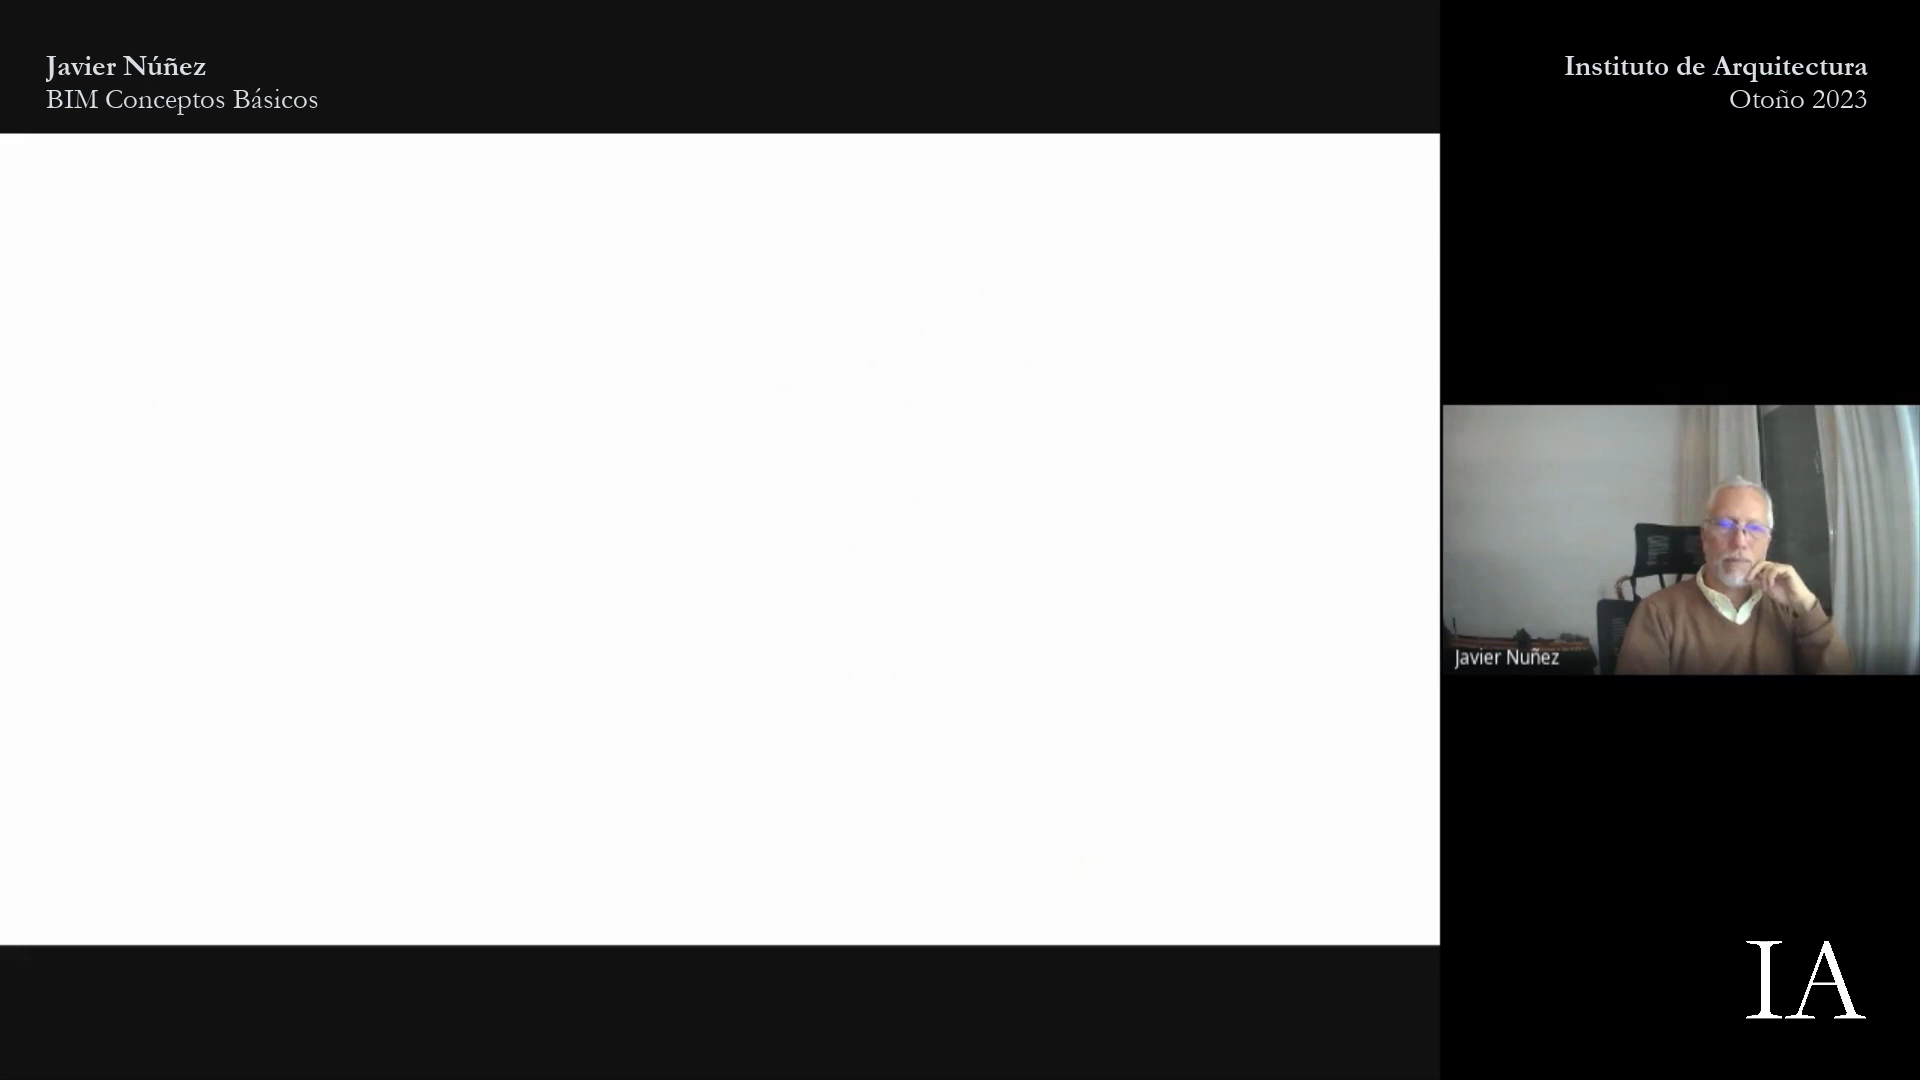 Javier Núñez
BIM Conceptos Básicos
Instituto de Arquitectura
Otoño 2023
Javier Nuñez
IA